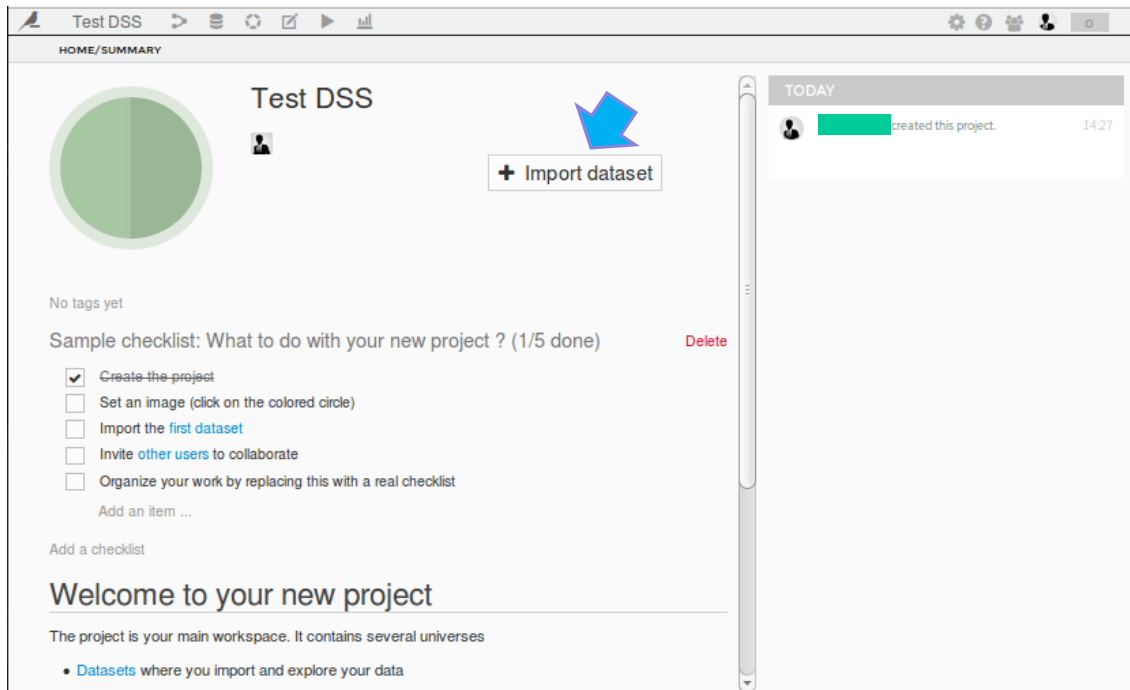 Test DSS
o
HOME/SUMMARY
Test DSS
+ Import dataset
No tags yet
Sample checklist: What to do with your new project ? (1/5 done)
Delete
Create the project
Set an image (click on the colored circle)
Import the first dataset
Invite other users to collaborate
Organize your work by replacing this with a real checklist
Add an item ...
Add a checklist
Welcome to your new project
The project is your main workspace. It contains several universes
• Datasets where you import and explore your data
TODAY
created this project.
14:27